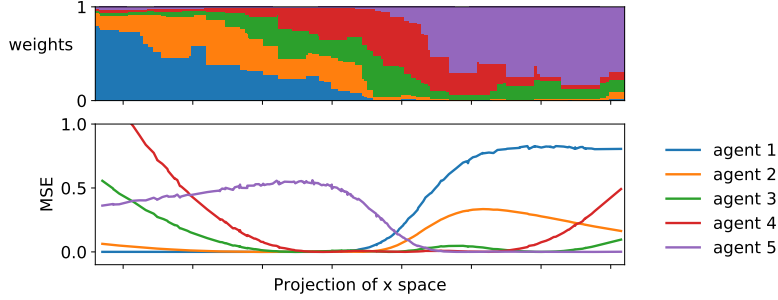 1
weights
0
1.0
MSE
0.5
0.0
Projection of x space
agent 1
agent 2
agent 3
agent 4
agent 5